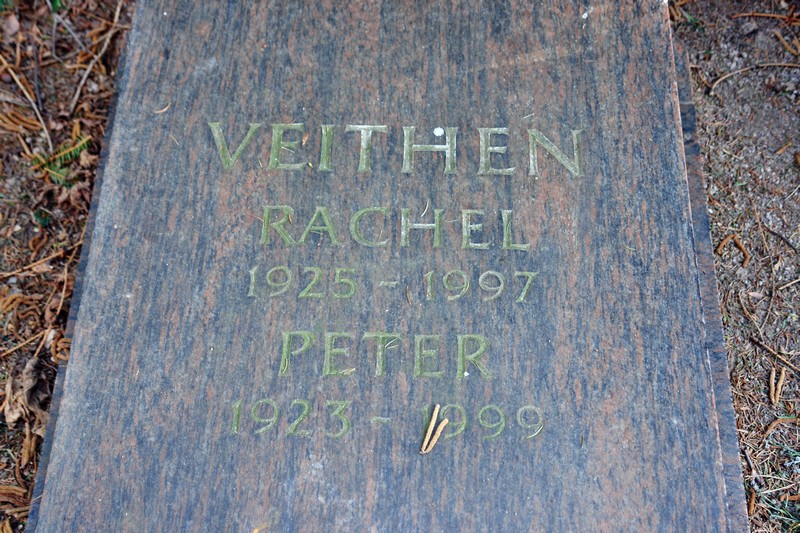 VEITHEN
RACHEL
1925 - 1997
PETER
1923 - 1999